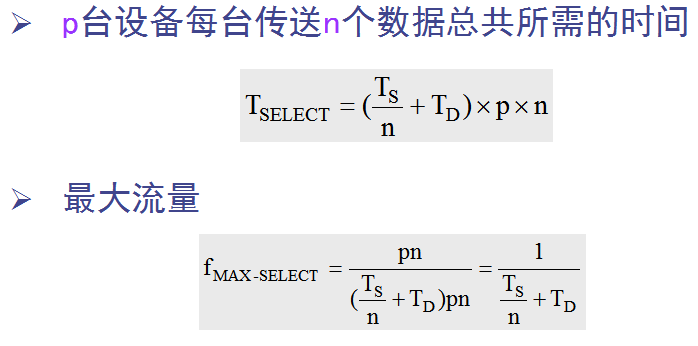 ➢ p台设备每台传送n个数据总共所需的时间
T_SELECT = (T_S/n + T_D) × p × n
➢ 最大流量
f_MAX-SELECT = pn/((T_S/n + T_D)pn) = 1/(T_S/n + T_D)